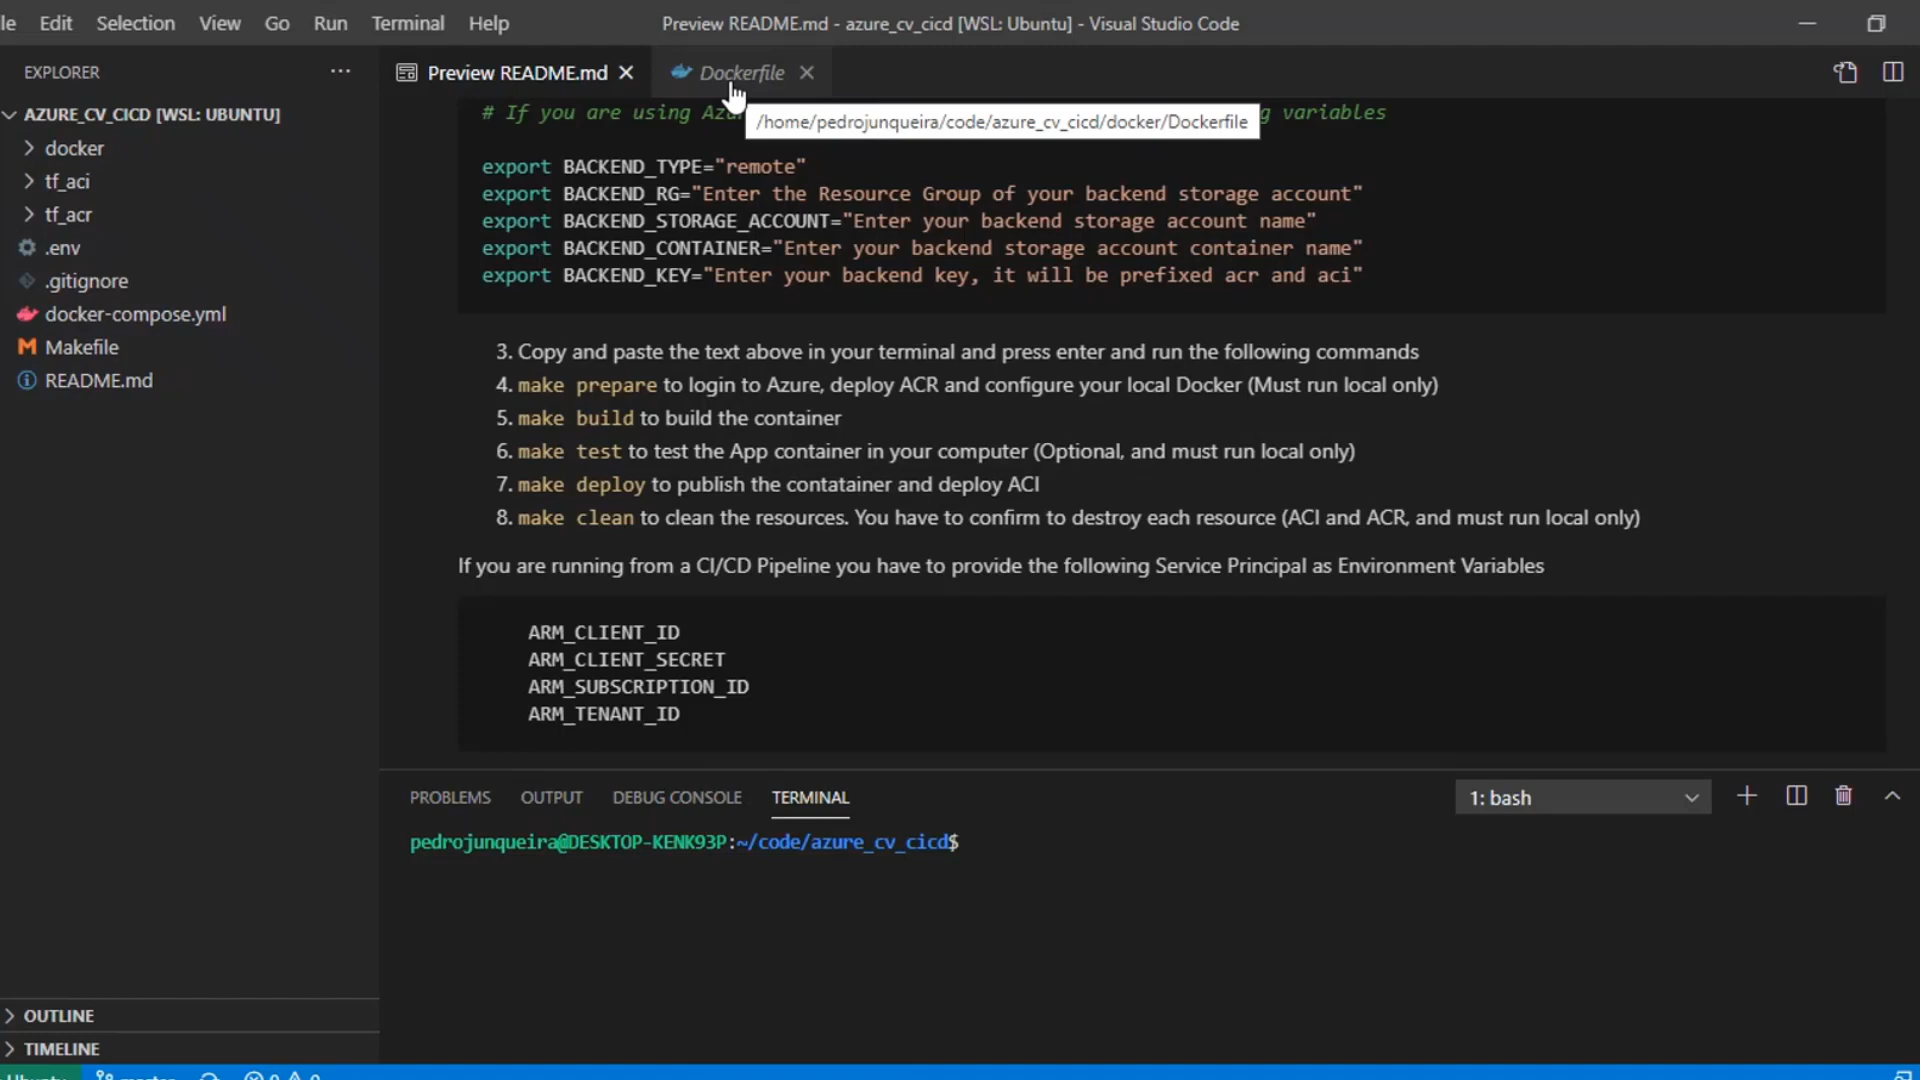 le Edit Selection View Go Run Terminal Help Preview README.md - azure_cv_cicd [WSL: Ubuntu] - Visual Studio Code
EXPLORER ...
Preview README.md Dockerfile
AZURE_CV_CICD [WSL: UBUNTU]
docker
tf_aci
tf_acr
.env
.gitignore
docker-compose.yml
Makefile
README.md
# If you are using Az g variables
/home/pedrojunqueira/code/azure_cv_cicd/docker/Dockerfile
export BACKEND_TYPE="remote"
export BACKEND_RG="Enter the Resource Group of your backend storage account"
export BACKEND_STORAGE_ACCOUNT="Enter your backend storage account name"
export BACKEND_CONTAINER="Enter your backend storage account container name"
export BACKEND_KEY="Enter your backend key, it will be prefixed acr and aci"
3. Copy and paste the text above in your terminal and press enter and run the following commands
4. make prepare to login to Azure, deploy ACR and configure your local Docker (Must run local only)
5. make build to build the container
6. make test to test the App container in your computer (Optional, and must run local only)
7. make deploy to publish the contatainer and deploy ACI
8. make clean to clean the resources. You have to confirm to destroy each resource (ACI and ACR, and must run local only)
If you are running from a CI/CD Pipeline you have to provide the following Service Principal as Environment Variables
ARM_CLIENT_ID
ARM_CLIENT_SECRET
ARM_SUBSCRIPTION_ID
ARM_TENANT_ID
PROBLEMS OUTPUT DEBUG CONSOLE TERMINAL 1: bash
pedrojunqueira@DESKTOP-KENK93P:~/code/azure_cv_cicd$
OUTLINE
TIMELINE